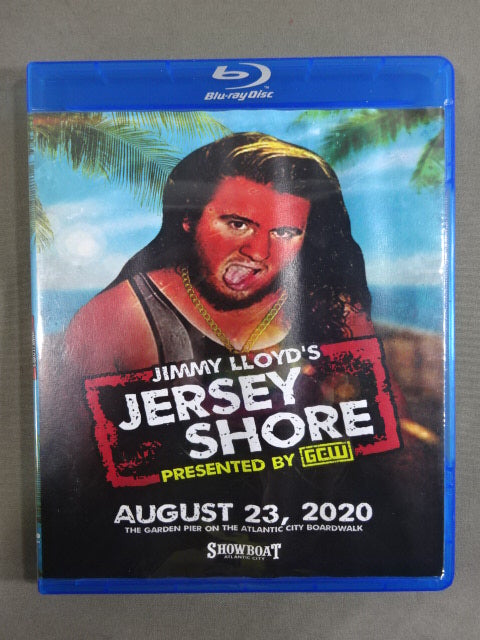 Blu-ray Disc
JIMMY LLOYD'S
JERSEY
SHORE
PRESENTED BY GCW
AUGUST 23, 2020
THE GARDEN PIER ON THE ATLANTIC CITY BOARDWALK
SHOWBOAT
ATLANTIC CITY